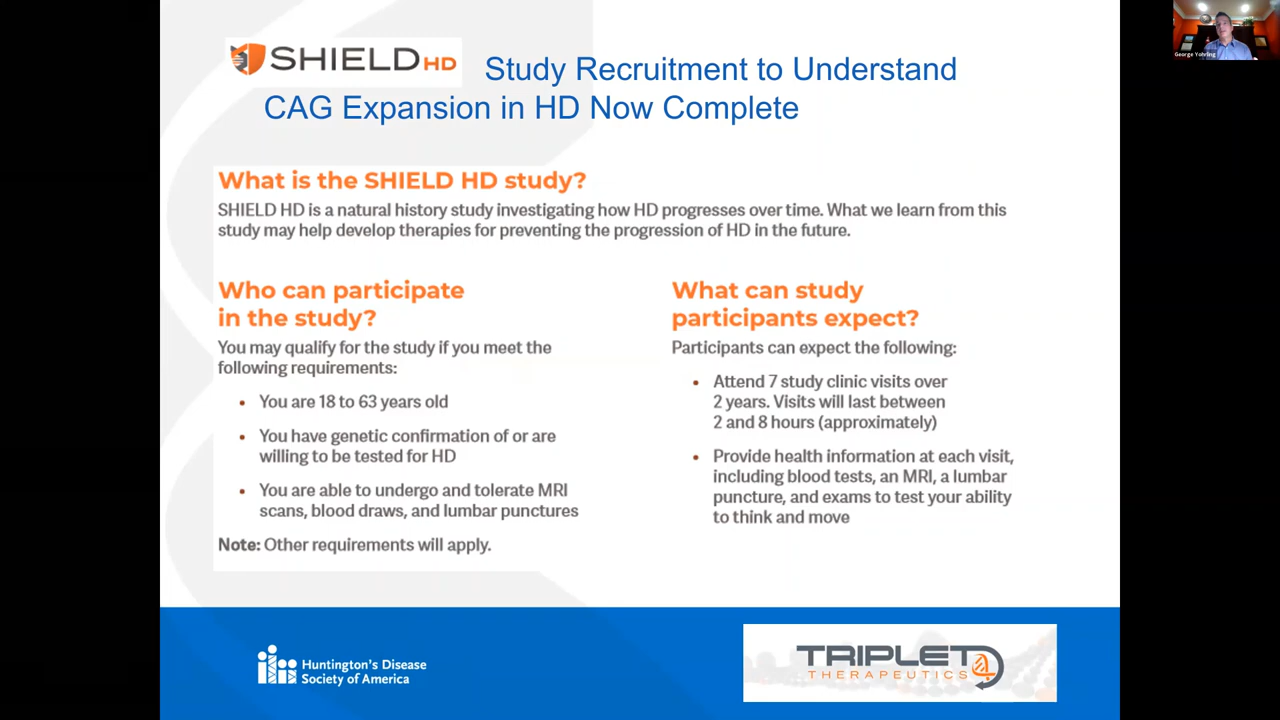 SHIELD HD Study Recruitment to Understand
CAG Expansion in HD Now Complete
What is the SHIELD HD study?
SHIELD HD is a natural history study investigating how HD progresses over time. What we learn from this
study may help develop therapies for preventing the progression of HD in the future.
Who can participate
in the study?
You may qualify for the study if you meet the
following requirements:
• You are 18 to 63 years old
• You have genetic confirmation of or are
willing to be tested for HD
• You are able to undergo and tolerate MRI
scans, blood draws, and lumbar punctures
Note: Other requirements will apply.
What can study
participants expect?
Participants can expect the following:
• Attend 7 study clinic visits over
2 years. Visits will last between
2 and 8 hours (approximately)
• Provide health information at each visit,
including blood tests, an MRI, a lumbar
puncture, and exams to test your ability
to think and move
Huntington's Disease
Society of America
TRIPLET
THERAPEUTICS
George Yohrling